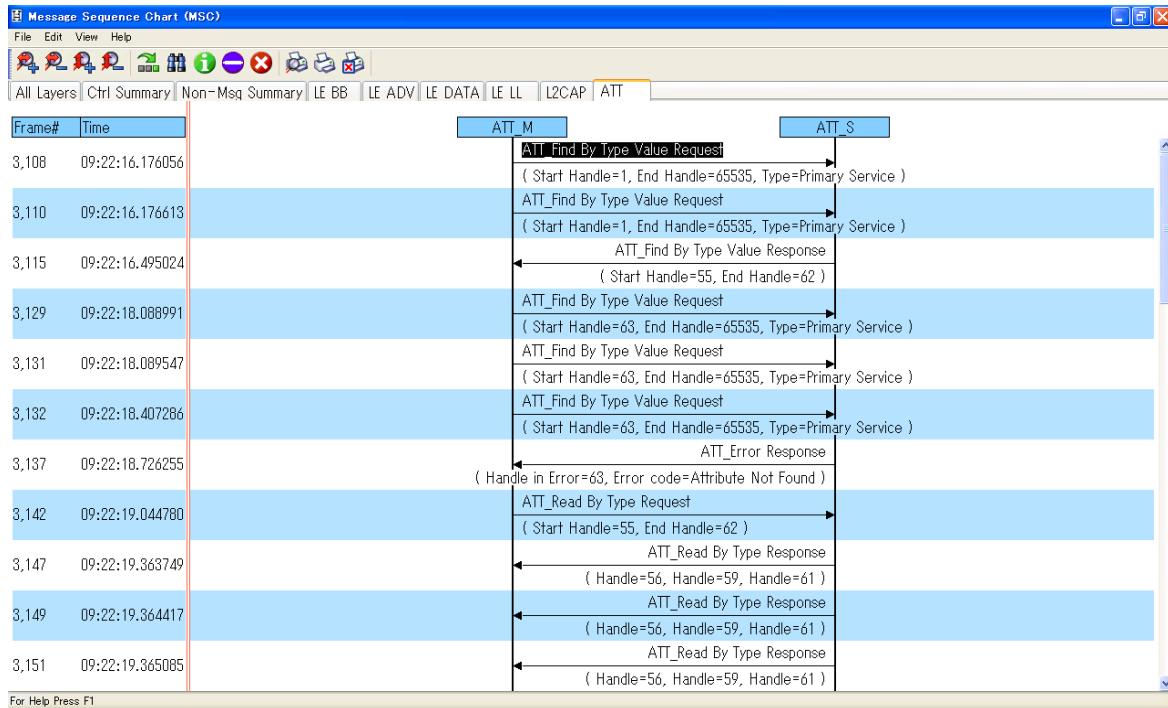 Message Sequence Chart (MSC)
File Edit View Help
All Layers Ctrl Summary Non-Msg Summary LE BB LE ADV LE DATA LE LL L2CAP ATT
Frame# Time ATT_M ATT_S
ATT_Find By Type Value Request
3,108 09:22:16.176056
( Start Handle=1, End Handle=65535, Type=Primary Service )
ATT_Find By Type Value Request
3,110 09:22:16.176613
( Start Handle=1, End Handle=65535, Type=Primary Service )
ATT_Find By Type Value Response
3,115 09:22:16.495024
( Start Handle=55, End Handle=62 )
ATT_Find By Type Value Request
3,129 09:22:18.088991
( Start Handle=63, End Handle=65535, Type=Primary Service )
ATT_Find By Type Value Request
3,131 09:22:18.089547
( Start Handle=63, End Handle=65535, Type=Primary Service )
ATT_Find By Type Value Request
3,132 09:22:18.407286
( Start Handle=63, End Handle=65535, Type=Primary Service )
ATT_Error Response
3,137 09:22:18.726255
( Handle in Error=63, Error code=Attribute Not Found )
ATT_Read By Type Request
3,142 09:22:19.044780
( Start Handle=55, End Handle=62 )
ATT_Read By Type Response
3,147 09:22:19.363749
( Handle=56, Handle=59, Handle=61 )
ATT_Read By Type Response
3,149 09:22:19.364417
( Handle=56, Handle=59, Handle=61 )
ATT_Read By Type Response
3,151 09:22:19.365085
( Handle=56, Handle=59, Handle=61 )
For Help Press F1